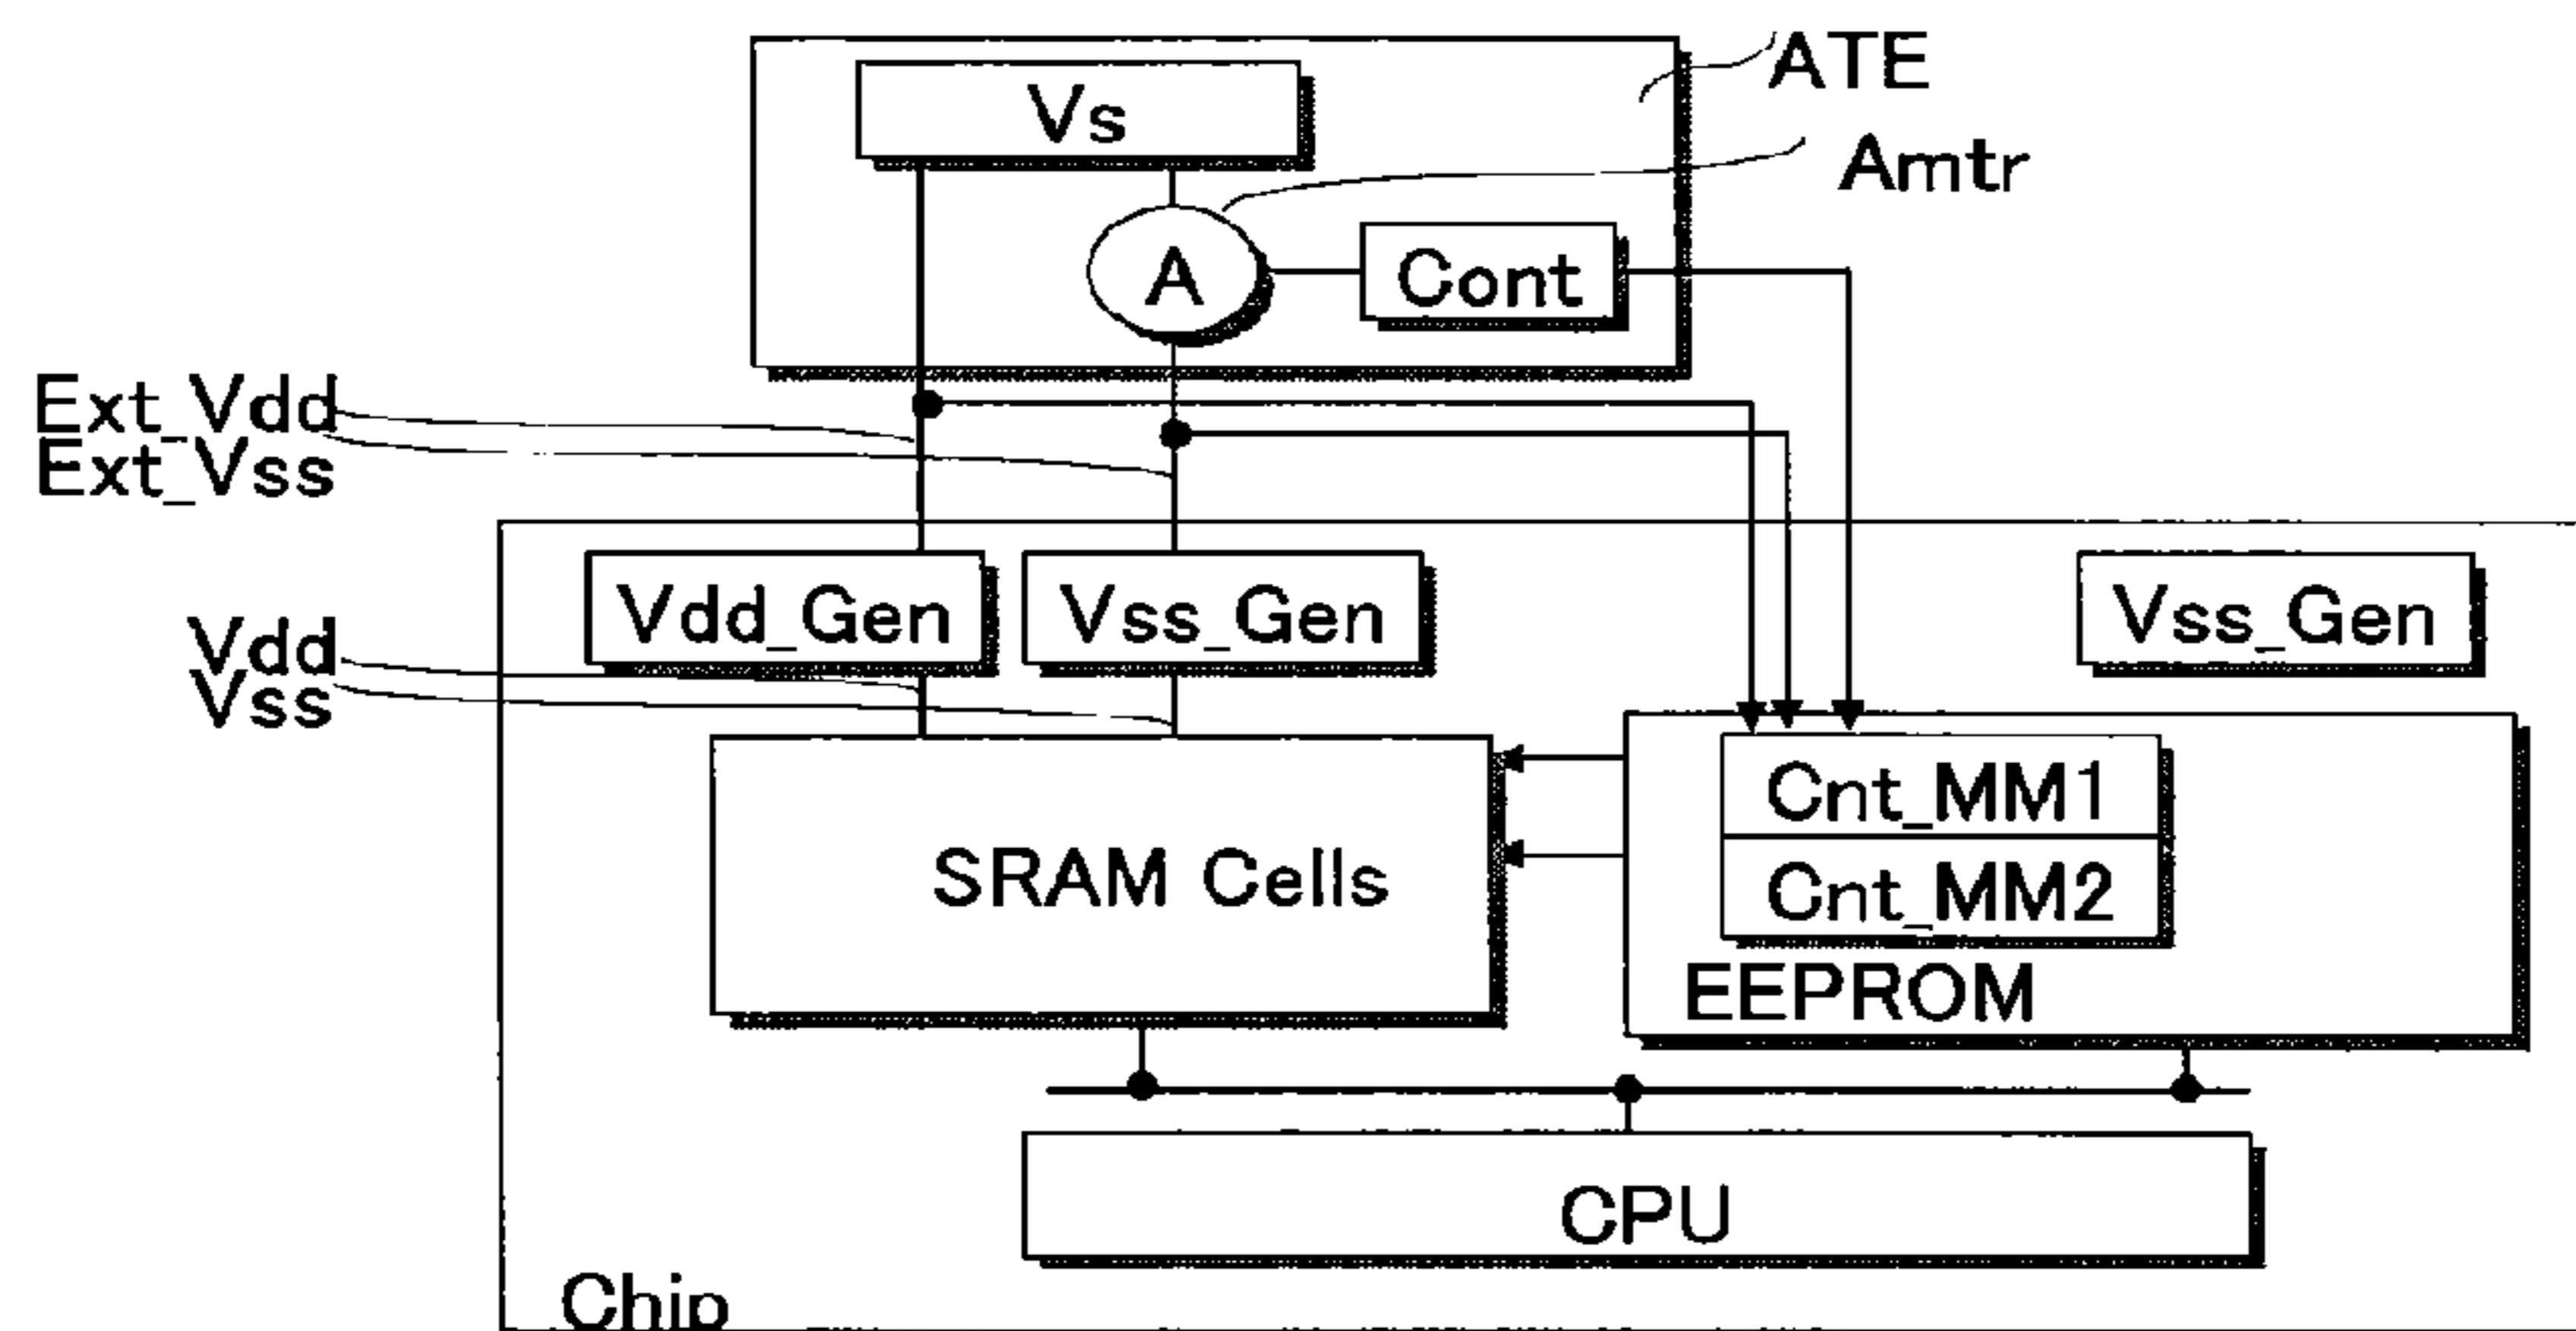 ATE
Vs
Amtr
A
Cont
Ext_Vdd
Ext_Vss
Vdd_Gen
Vss_Gen
Vss_Gen
Vdd
Vss
Cnt_MM1
SRAM Cells
Cnt_MM2
EEPROM
CPU
Chip